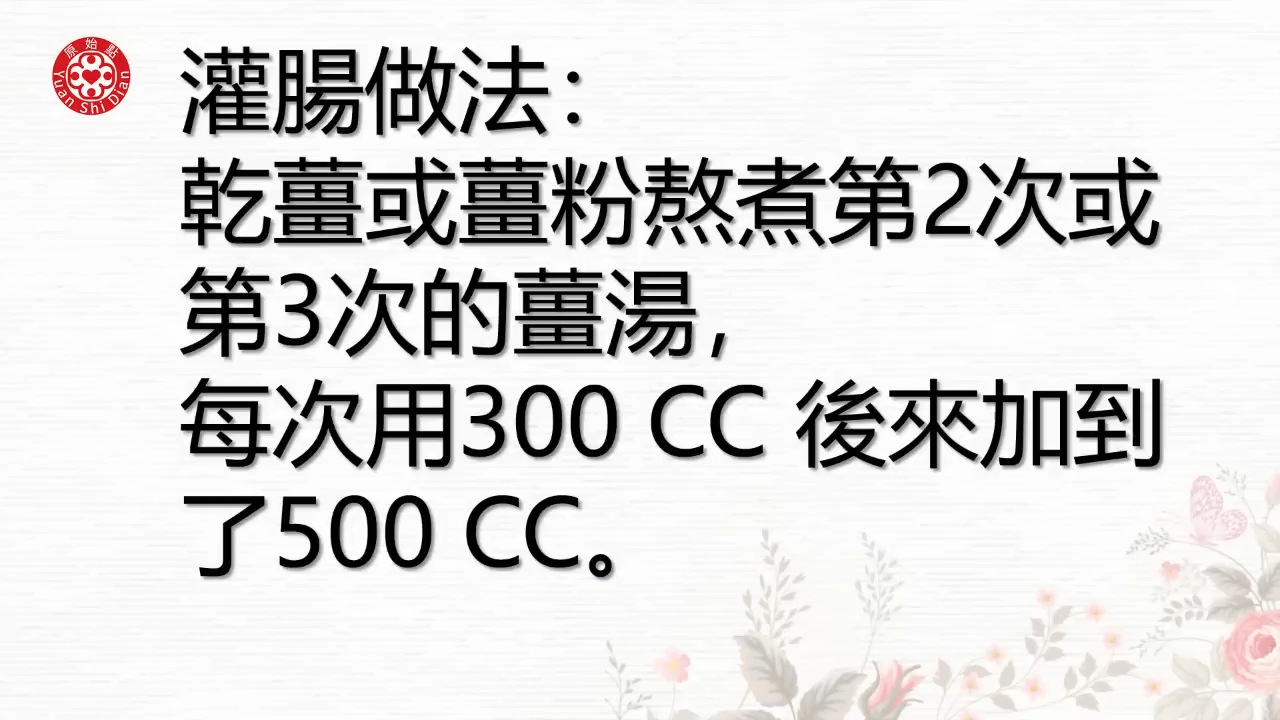 原始點
Yuan Shi Dian
灌腸做法：
乾薑或薑粉熬煮第2次或
第3次的薑湯，
每次用300 CC 後來加到
了500 CC。